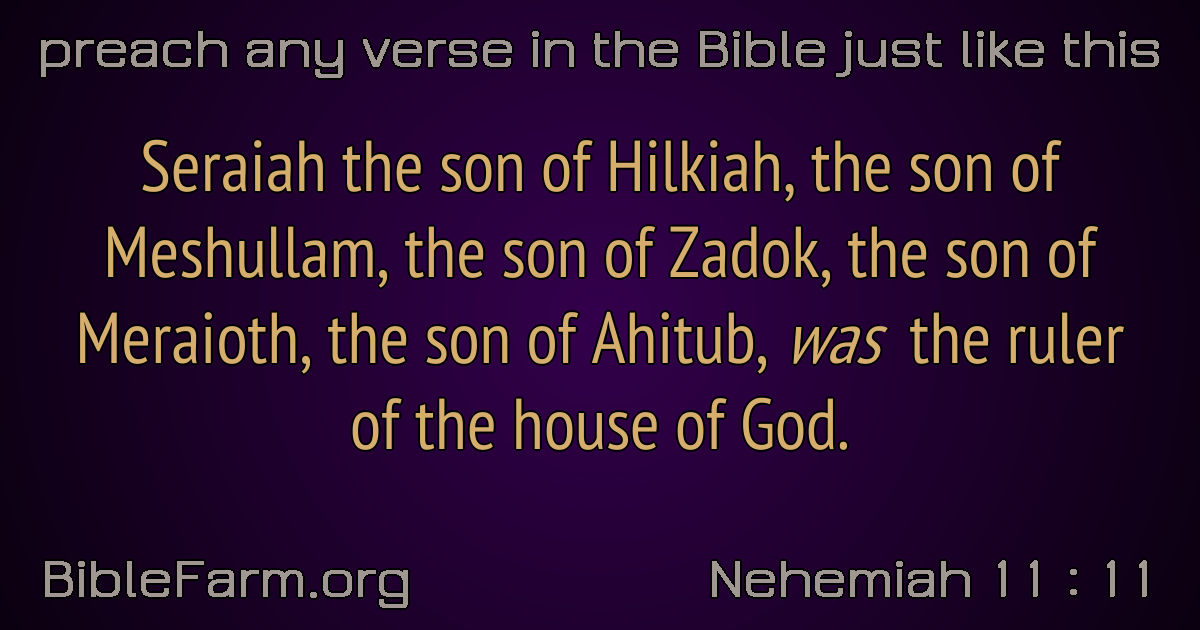 preach any verse in the Bible just like this
Seraiah the son of Hilkiah, the son of
Meshullam, the son of Zadok, the son of
Meraioth, the son of Ahitub, was the ruler
of the house of God.
BibleFarm.org
Nehemiah 11 : 11